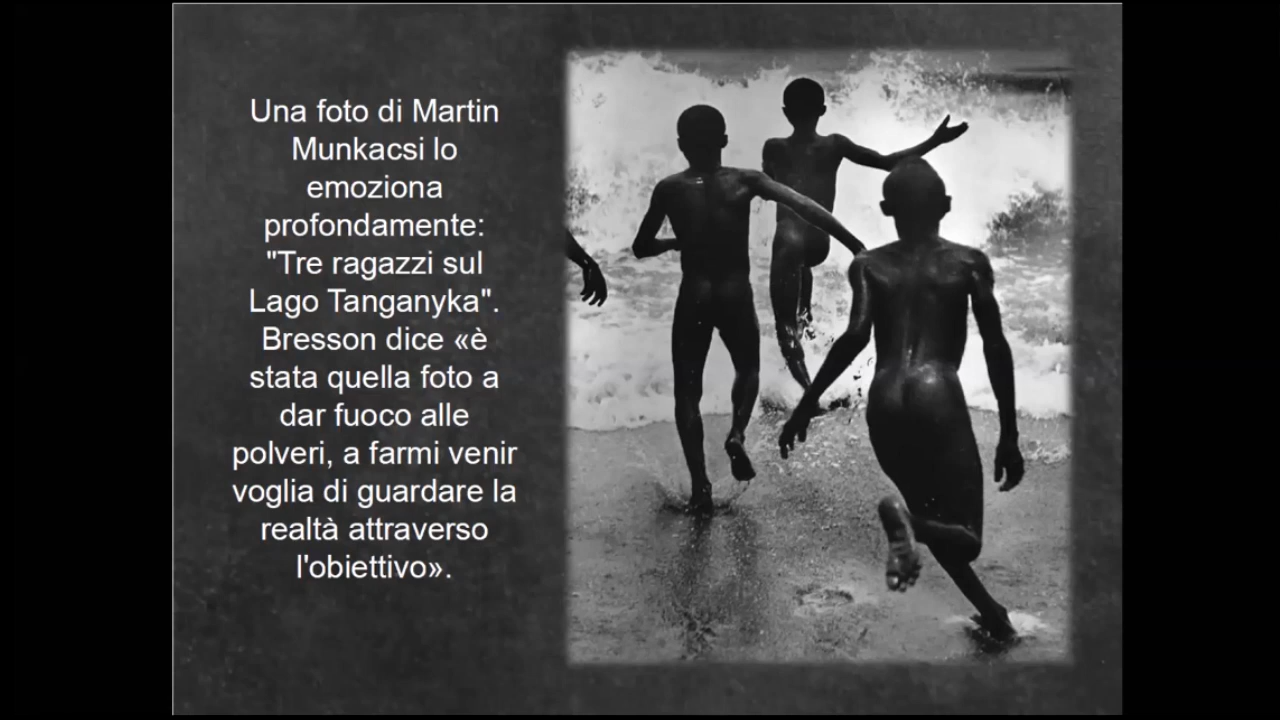 Una foto di Martin
Munkacsi lo
emoziona
profondamente:
"Tre ragazzi sul
Lago Tanganyka".
Bresson dice «è
stata quella foto a
dar fuoco alle
polveri, a farmi venir
voglia di guardare la
realtà attraverso
l'obiettivo».